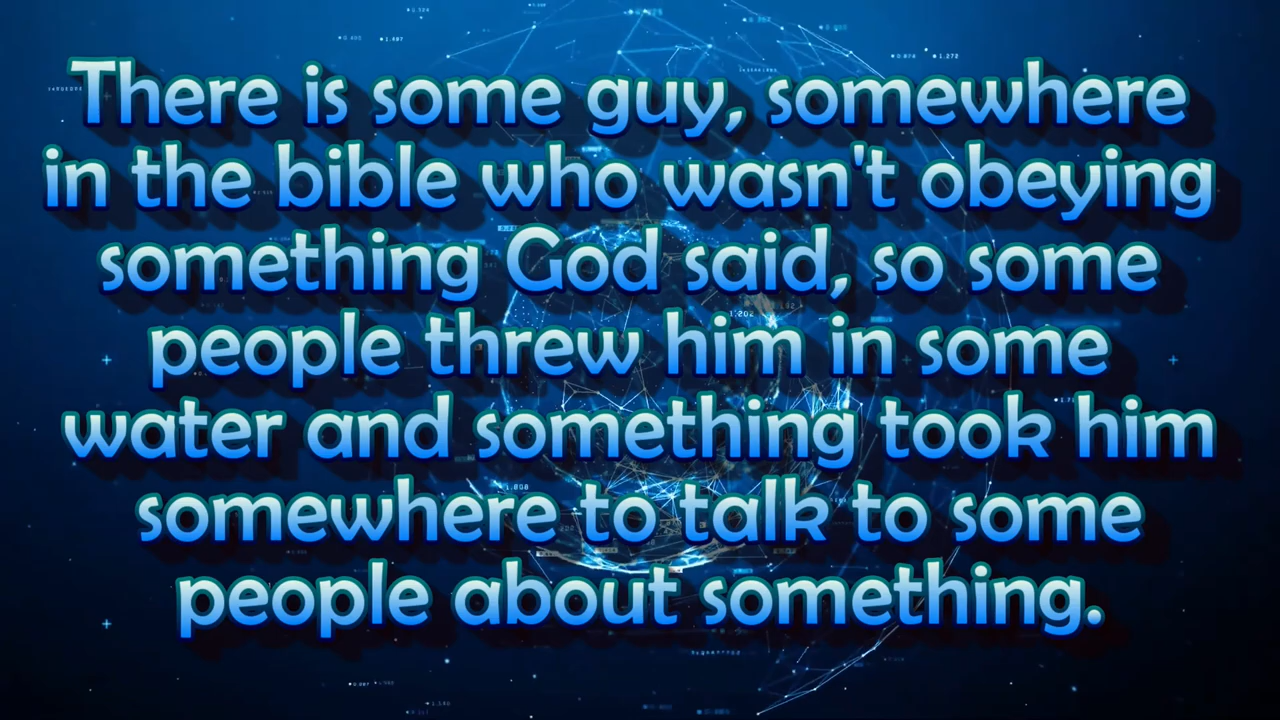 There is some guy, somewhere
in the bible who wasn't obeying
something God said, so some
people threw him in some
water and something took him
somewhere to talk to some
people about something.